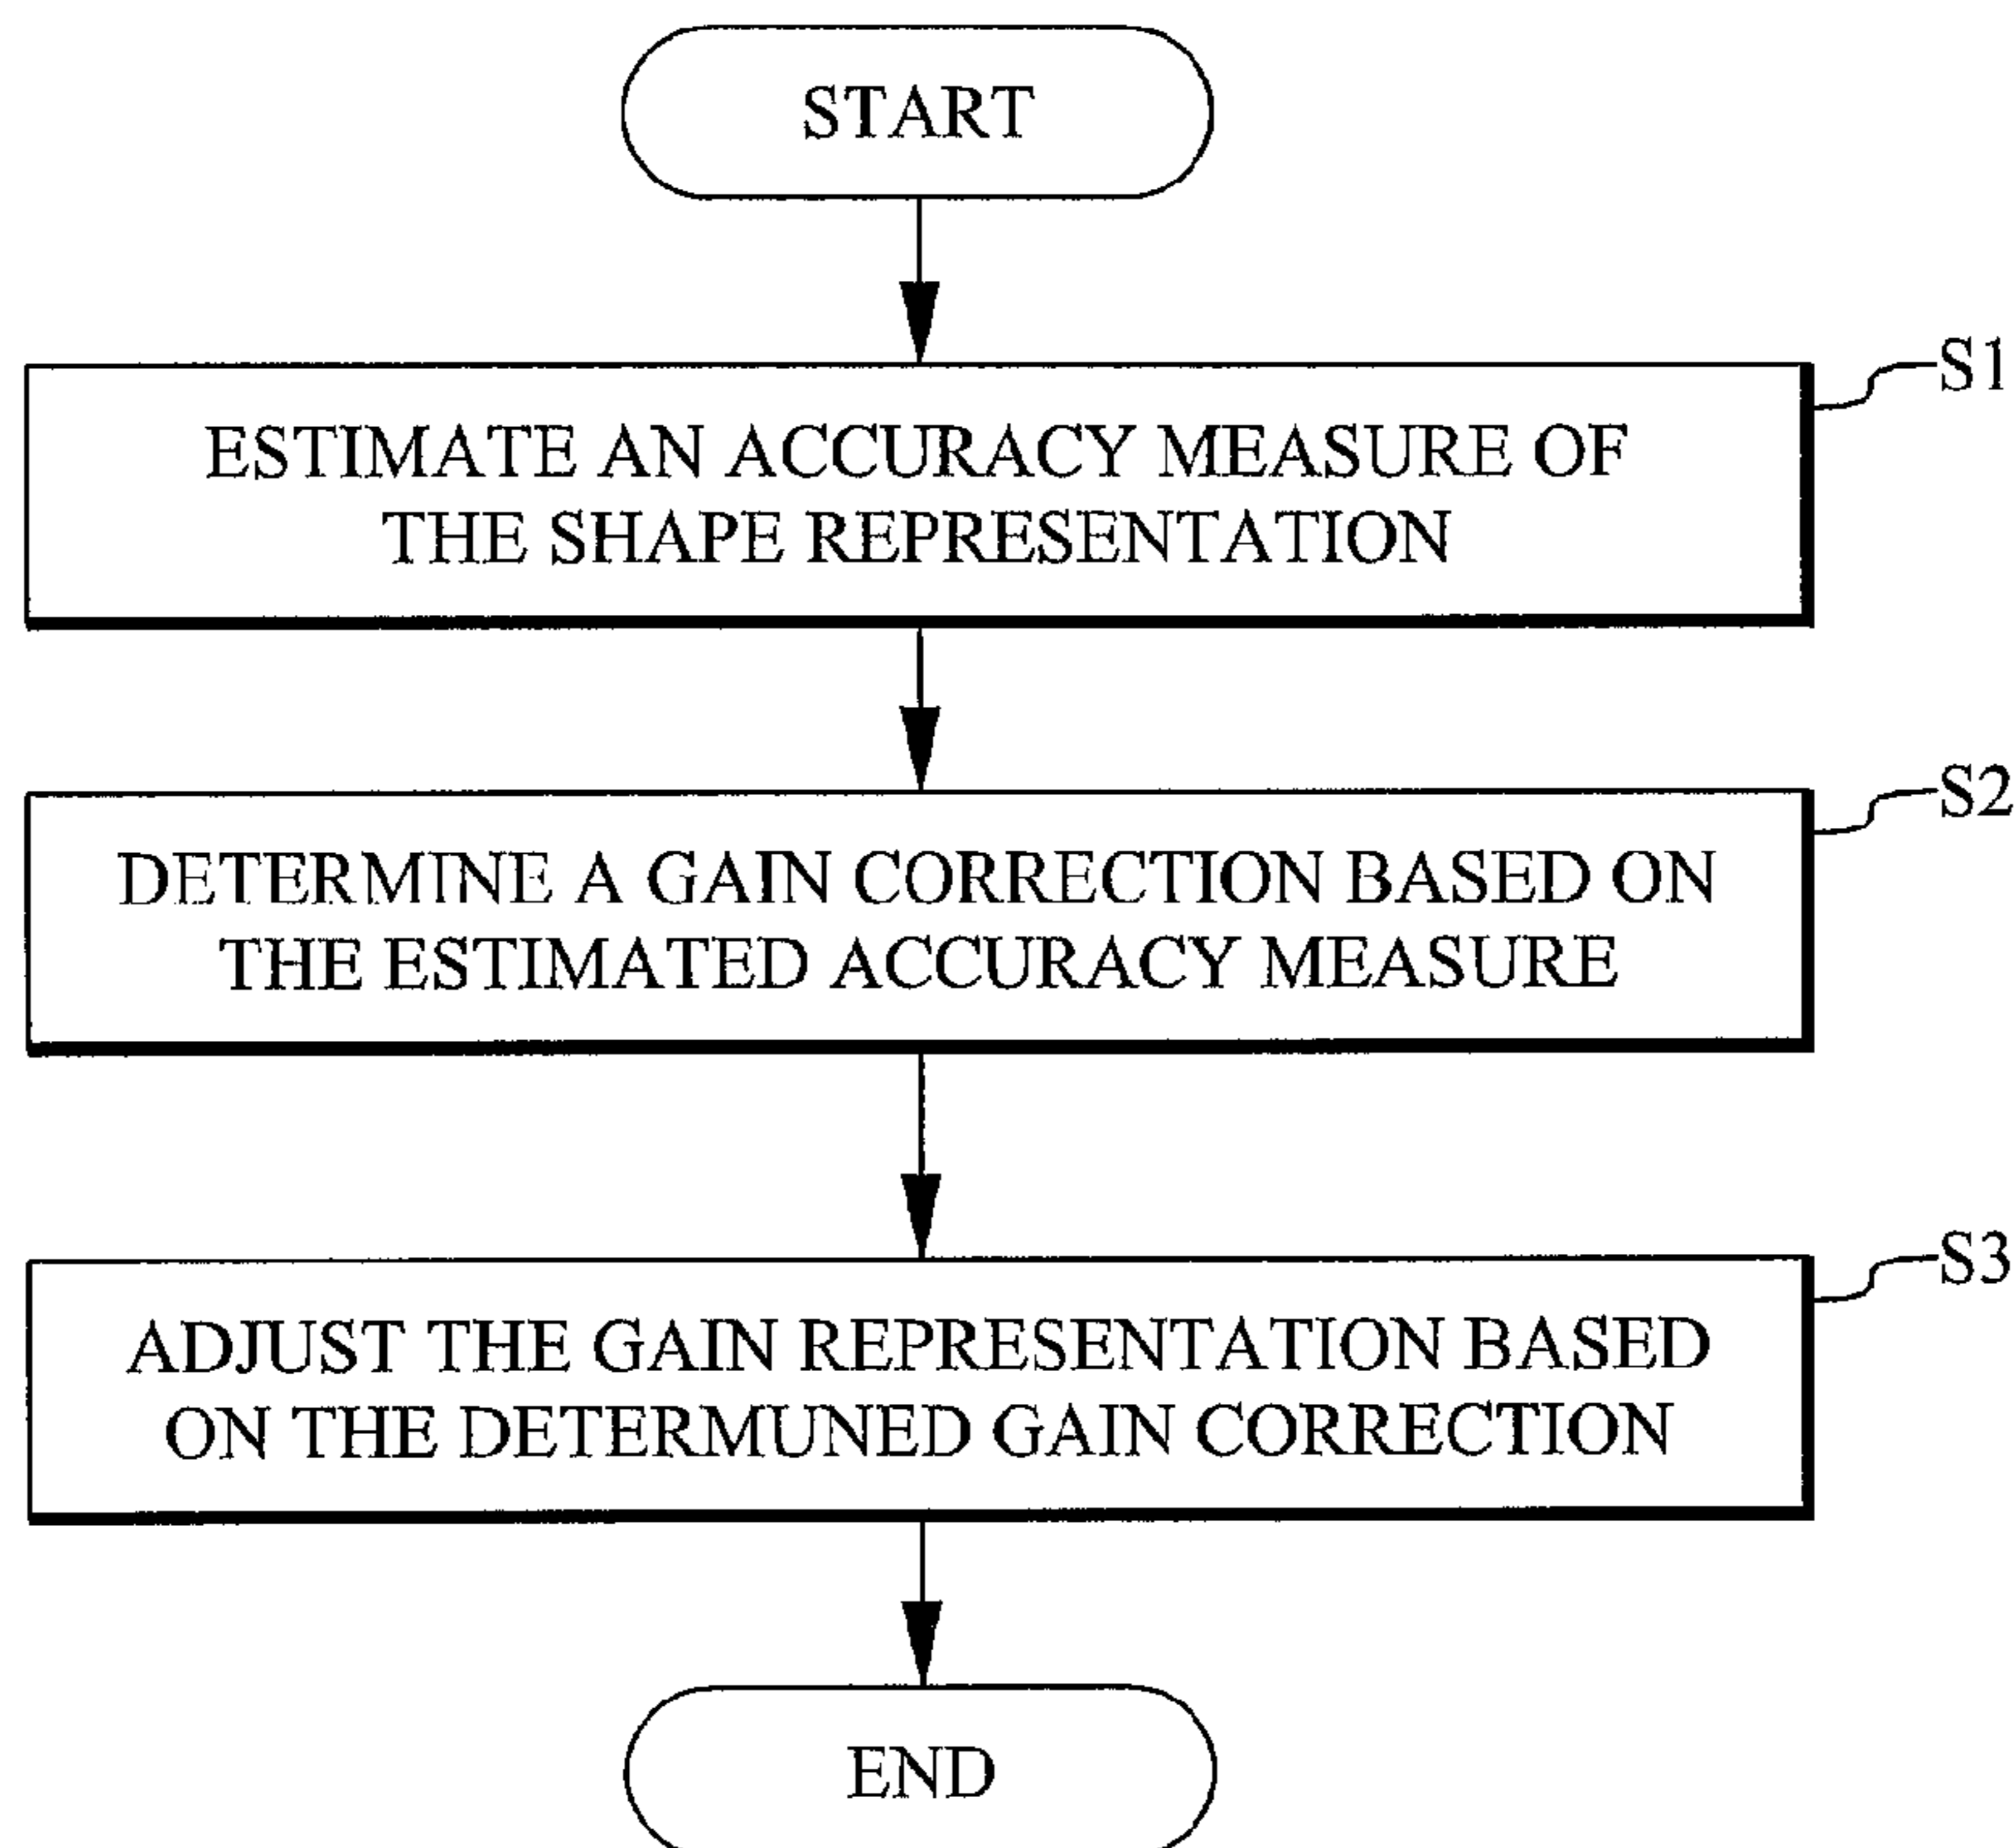 START
S1
ESTIMATE AN ACCURACY MEASURE OF
THE SHAPE REPRESENTATION
S2
DETERMINE A GAIN CORRECTION BASED ON
THE ESTIMATED ACCURACY MEASURE
S3
ADJUST THE GAIN REPRESENTATION BASED
ON THE DETERMUNED GAIN CORRECTION
END